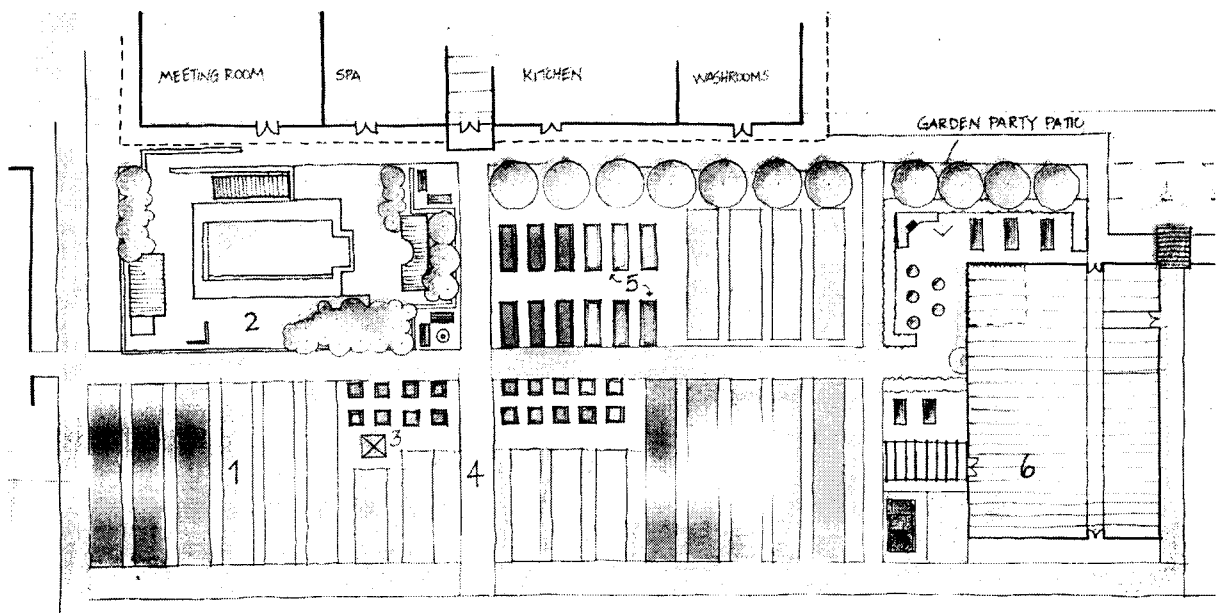 MEETING ROOM
SPA
KITCHEN
WASHROOMS
GARDEN PARTY PATIO
2
5
3
1
4
6